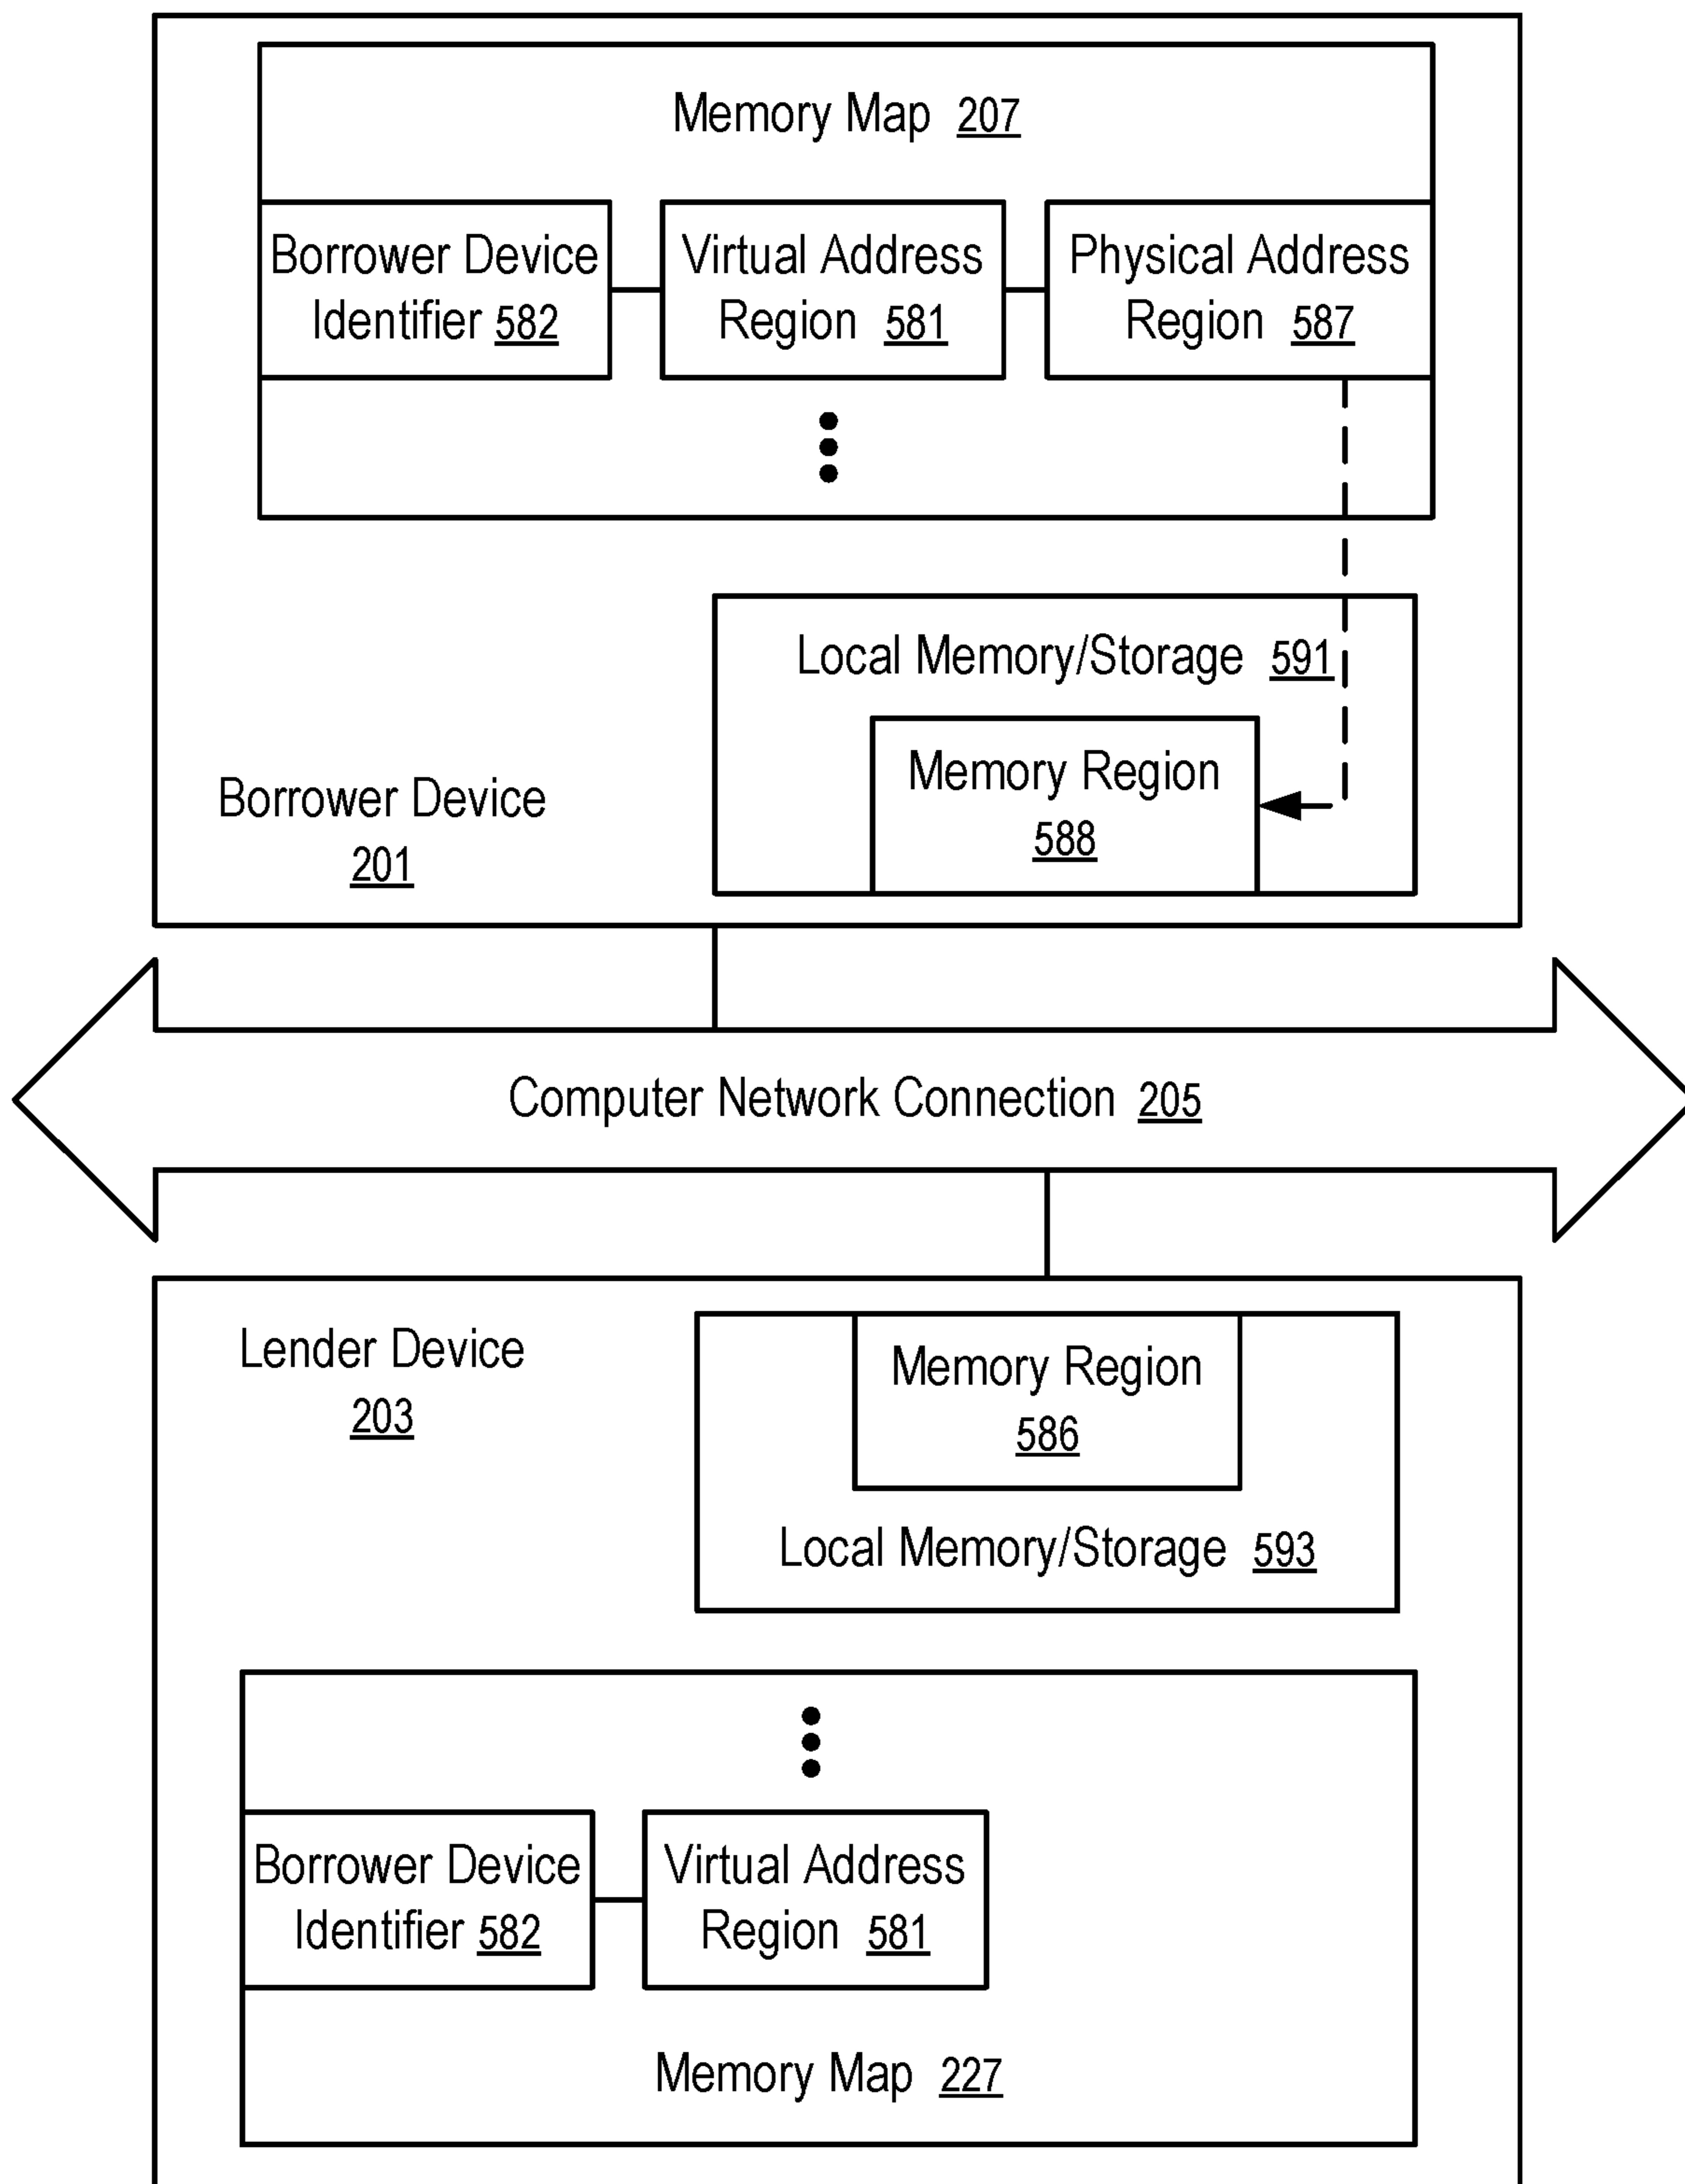 Memory Map 207
Borrower Device
Identifier 582
Virtual Address
Region 581
Physical Address
Region 587
Local Memory/Storage 591
Memory Region
588
Borrower Device
201
Computer Network Connection 205
Lender Device
203
Memory Region
586
Local Memory/Storage 593
Borrower Device
Identifier 582
Virtual Address
Region 581
Memory Map 227